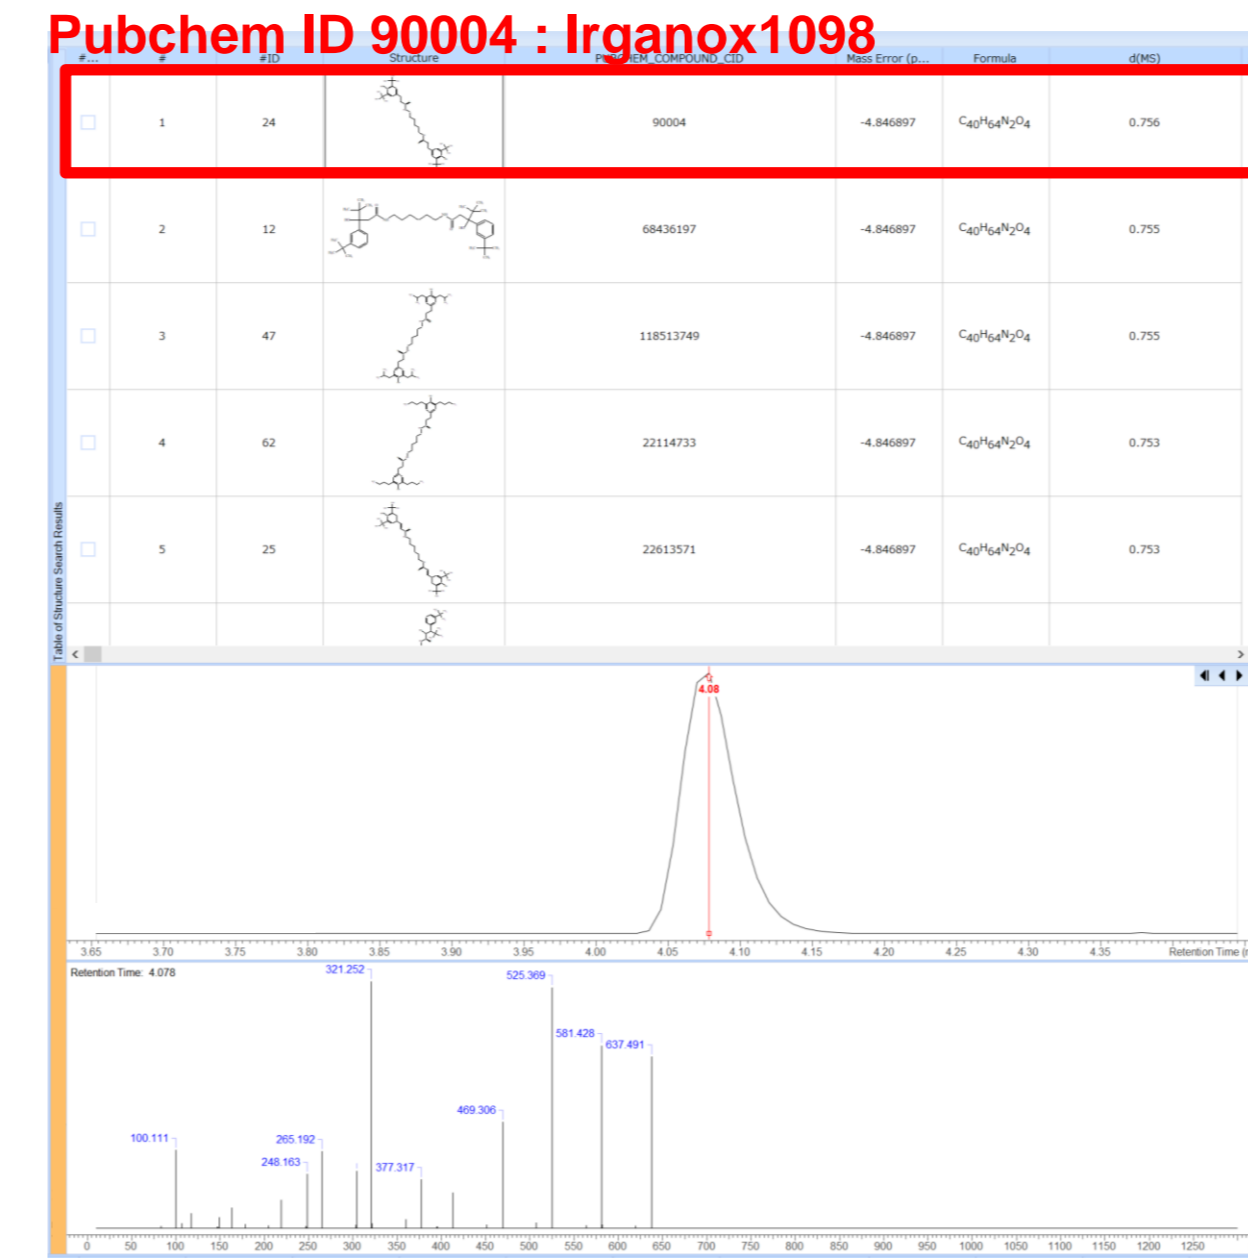 Pubchem ID 90004 : Irganox1098
#... # #ID Structure PUBCHEM_COMPOUND_CID Mass Error (p... Formula d(MS)
1 24 90004 -4.846897 C40H64N2O4 0.756
2 12 68436197 -4.846897 C40H64N2O4 0.755
3 47 118513749 -4.846897 C40H64N2O4 0.755
4 62 22114733 -4.846897 C40H64N2O4 0.753
5 25 22613571 -4.846897 C40H64N2O4 0.753
Table of Structure Search Results
4.08
3.65 3.70 3.75 3.80 3.85 3.90 3.95 4.00 4.05 4.10 4.15 4.20 4.25 4.30 4.35 Retention Time (r
Retention Time: 4.078
321.252
525.369
581.428
637.491
469.306
100.111
265.192
248.163
377.317
0 50 100 150 200 250 300 350 400 450 500 550 600 650 700 750 800 850 900 950 1000 1050 1100 1150 1200 1250